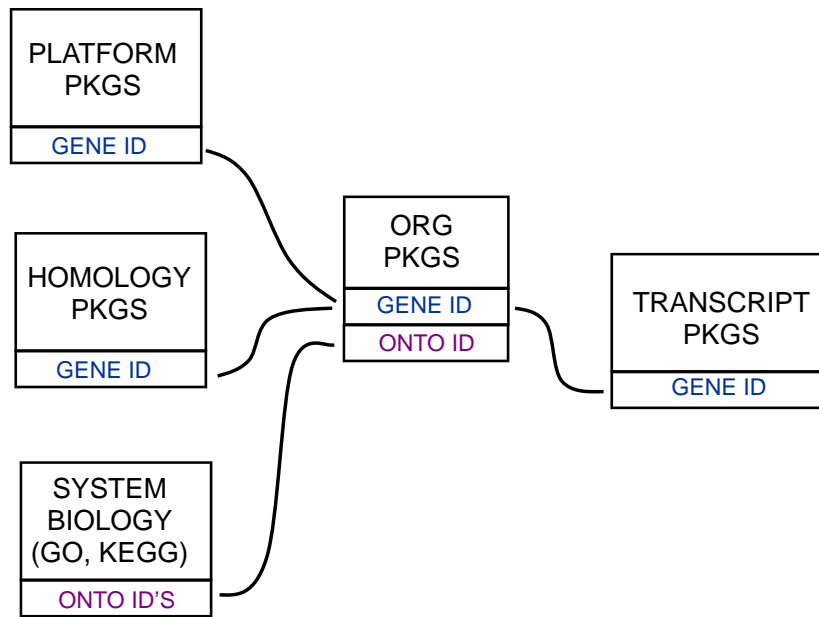 PLATFORM
PKGS
GENE ID
HOMOLOGY
PKGS
GENE ID
SYSTEM
BIOLOGY
(GO, KEGG)
ONTO ID'S
ORG
PKGS
GENE ID
ONTO ID
TRANSCRIPT
PKGS
GENE ID